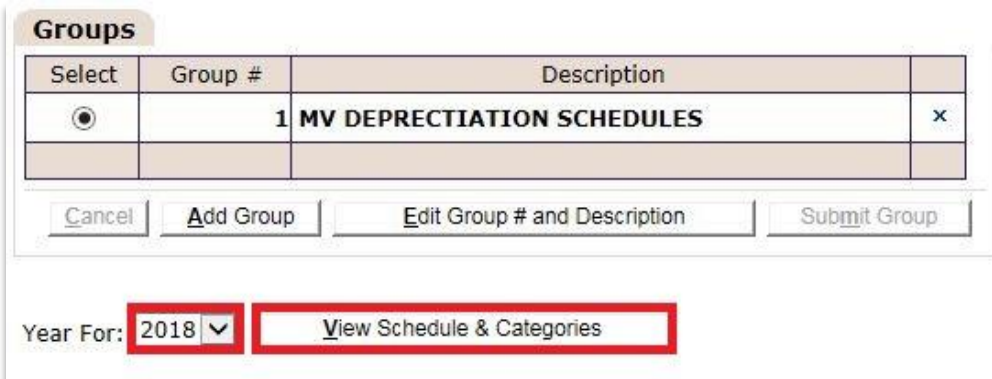 Groups
Select Group # Description
1 MV DEPRECTIATION SCHEDULES x
Cancel Add Group Edit Group # and Description Submit Group
Year For: 2018 View Schedule & Categories